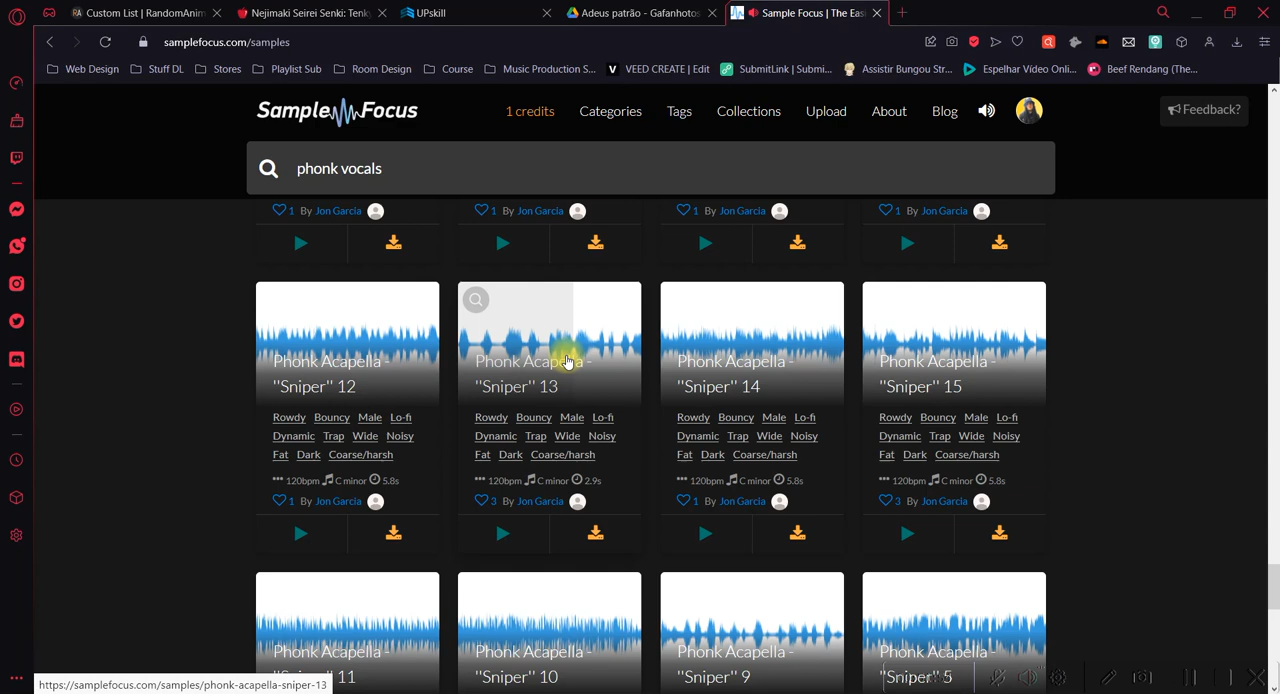 Custom List | RandomAnim
Nejimaki Seirei Senki: Tenk
UPskill
Adeus patrão - Gafanhotos
Sample Focus | The Eas
samplefocus.com/samples
Web Design
Stuff DL
Stores
Playlist Sub
Room Design
Course
Music Production S...
VEED CREATE | Edit
SubmitLink | Submi...
Assistir Bungou Str...
Espelhar Vídeo Onli...
Beef Rendang (The...
Sample Focus
1 credits
Categories
Tags
Collections
Upload
About
Blog
Feedback?
phonk vocals
1 By Jon Garcia
1 By Jon Garcia
1 By Jon Garcia
1 By Jon Garcia
Phonk Acapella -
"Sniper" 12
Rowdy Bouncy Male Lo-fi
Dynamic Trap Wide Noisy
Fat Dark Coarse/harsh
120bpm C minor 5.8s
1 By Jon Garcia
Phonk Acapella -
"Sniper" 13
Rowdy Bouncy Male Lo-fi
Dynamic Trap Wide Noisy
Fat Dark Coarse/harsh
120bpm C minor 2.9s
3 By Jon Garcia
Phonk Acapella -
"Sniper" 14
Rowdy Bouncy Male Lo-fi
Dynamic Trap Wide Noisy
Fat Dark Coarse/harsh
120bpm C minor 5.8s
1 By Jon Garcia
Phonk Acapella -
"Sniper" 15
Rowdy Bouncy Male Lo-fi
Dynamic Trap Wide Noisy
Fat Dark Coarse/harsh
120bpm C minor 5.8s
3 By Jon Garcia
Phonk Acapella -
"Sniper" 11
Phonk Acapella -
"Sniper" 10
Phonk Acapella -
"Sniper" 9
Phonk Acapella -
"Sniper" 5
https://samplefocus.com/samples/phonk-acapella-sniper-13